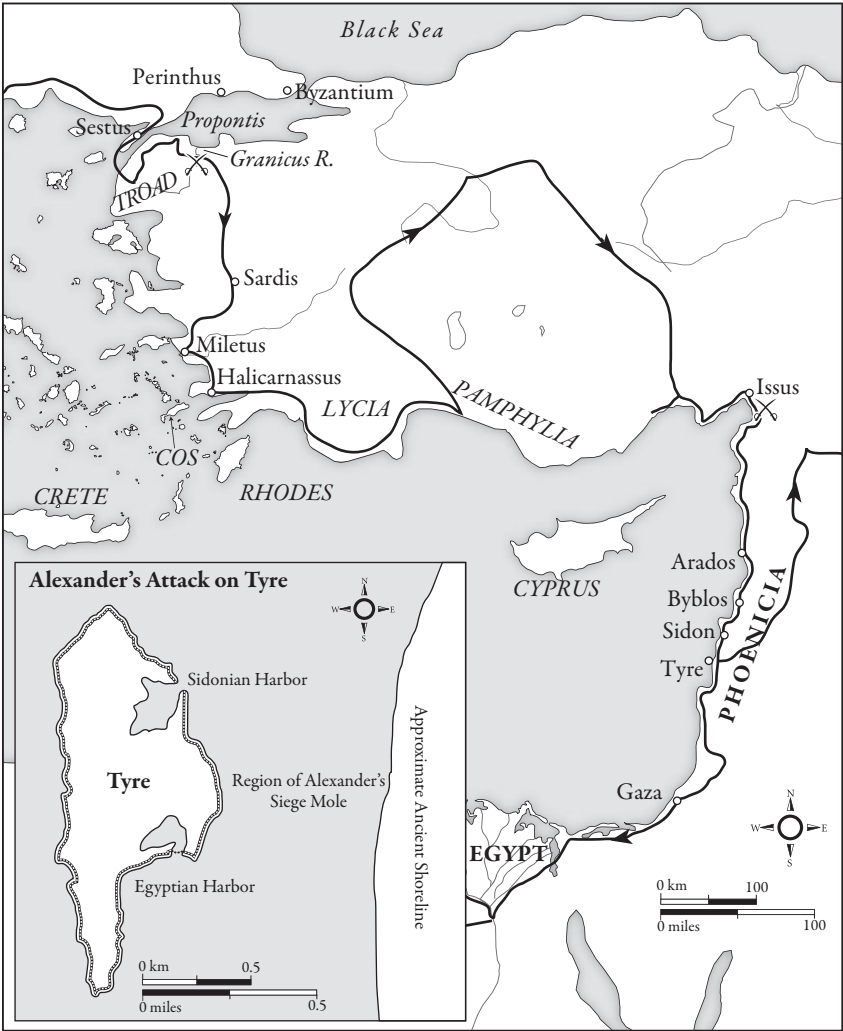 Black Sea
Perinthus
Byzantium
Propontis
Sestus
Granicus R.
TROAD
Sardis
Miletus
Halicarnassus
LYCIA
PAMPHYLIA
Issus
COS
CRETE
RHODES
CYPRUS
Arados
Byblos
Sidon
Tyre
PHOENICIA
Gaza
EGYPT
N
W
E
S
0 km
100
0 miles
100
Alexander's Attack on Tyre
N
W
E
S
Sidonian Harbor
Tyre
Region of Alexander's
Siege Mole
Egyptian Harbor
Approximate Ancient Shoreline
0 km
0.5
0 miles
0.5